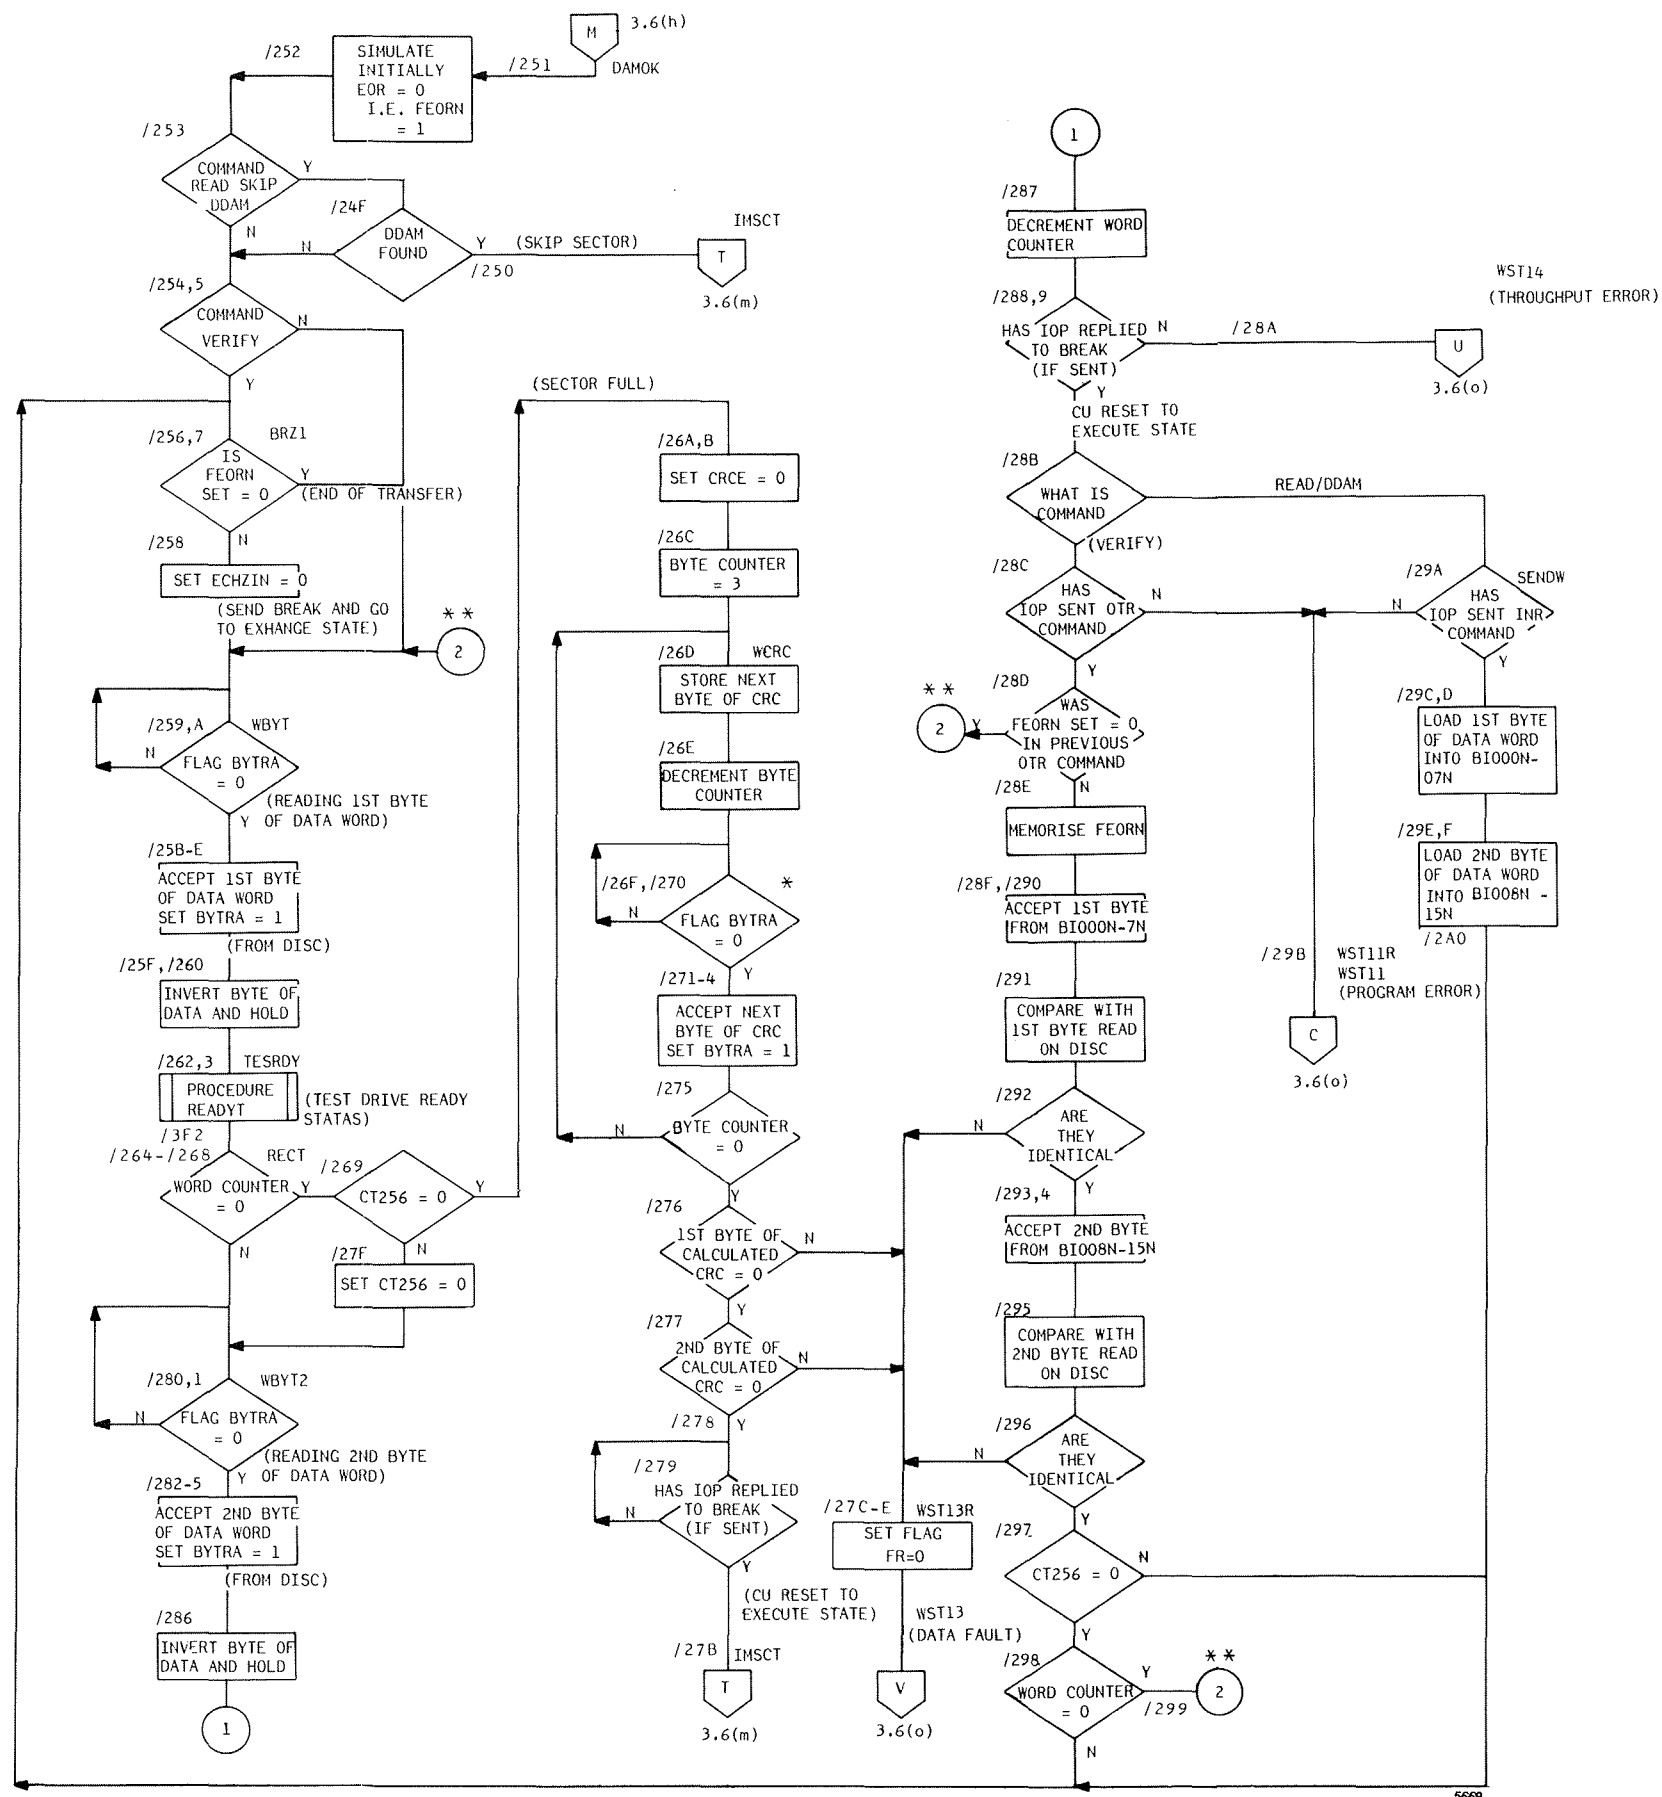 M
3.6(h)
/252
SIMULATE
INITIALLY
EOR = 0
I.E. FEORN
= 1
/251
DAMOK
/253
COMMAND
READ SKIP
DDAM
Y
N
/24F
DDAM
FOUND
N
Y
(SKIP SECTOR)
/250
IMSCT
T
3.6(m)
/254,5
COMMAND
VERIFY
N
Y
/256,7
BRZ1
IS
FEORN
SET = 0
Y
(END OF TRANSFER)
N
/258
SET ECHZIN = 0
(SEND BREAK AND GO
TO EXHANGE STATE)
**
2
/259,A
WBYT
N
FLAG BYTRA
= 0
(READING 1ST BYTE
OF DATA WORD)
Y
/25B-E
ACCEPT 1ST BYTE
OF DATA WORD
SET BYTRA = 1
(FROM DISC)
/25F,/260
INVERT BYTE OF
DATA AND HOLD
/262,3
TESRDY
PROCEDURE
READYT
(TEST DRIVE READY
STATAS)
/3F2
/264-/268
RECT
WORD COUNTER
= 0
Y
N
/269
CT256 = 0
Y
N
/27F
SET CT256 = 0
/280,1
WBYT2
N
FLAG BYTRA
= 0
(READING 2ND BYTE
OF DATA WORD)
Y
/282-5
ACCEPT 2ND BYTE
OF DATA WORD
SET BYTRA = 1
(FROM DISC)
/286
INVERT BYTE OF
DATA AND HOLD
1
(SECTOR FULL)
/26A,B
SET CRCE = 0
/26C
BYTE COUNTER
= 3
/26D
WCRC
STORE NEXT
BYTE OF CRC
/26E
DECREMENT BYTE
COUNTER
/26F,/270
*
N
FLAG BYTRA
= 0
Y
/271-4
ACCEPT NEXT
BYTE OF CRC
SET BYTRA = 1
/275
N
BYTE COUNTER
= 0
Y
/276
1ST BYTE OF
CALCULATED
CRC = 0
N
Y
/277
2ND BYTE OF
CALCULATED
CRC = 0
N
Y
/278
/279
HAS IOP REPLIED
TO BREAK
(IF SENT)
N
Y
(CU RESET TO
EXECUTE STATE)
/27B
IMSCT
T
3.6(m)
/27C-E
WST13R
SET FLAG
FR=0
WST13
(DATA FAULT)
V
3.6(o)
1
/287
DECREMENT WORD
COUNTER
/288,9
HAS IOP REPLIED
TO BREAK
(IF SENT)
N
/28A
WST14
(THROUGHPUT ERROR)
U
3.6(o)
Y
CU RESET TO
EXECUTE STATE
/28B
WHAT IS
COMMAND
READ/DDAM
(VERIFY)
/28C
HAS
IOP SENT OTR
COMMAND
N
Y
/29A
SENDW
HAS
IOP SENT INR
COMMAND
N
Y
/28D
**
2
Y
WAS
FEORN SET = 0
IN PREVIOUS
OTR COMMAND
N
/28E
MEMORISE FEORN
/28F,/290
ACCEPT 1ST BYTE
FROM BIO00N-7N
/291
COMPARE WITH
1ST BYTE READ
ON DISC
/292
N
ARE
THEY
IDENTICAL
Y
/293,4
ACCEPT 2ND BYTE
FROM BIO08N-15N
/295
COMPARE WITH
2ND BYTE READ
ON DISC
/296
N
ARE
THEY
IDENTICAL
Y
/297
CT256 = 0
N
Y
/298
WORD COUNTER
= 0
Y
/299
**
2
N
/29C,D
LOAD 1ST BYTE
OF DATA WORD
INTO BIO00N-
07N
/29E,F
LOAD 2ND BYTE
OF DATA WORD
INTO BIO08N -
15N
/2A0
/29B
WST11R
WST11
(PROGRAM ERROR)
C
3.6(o)